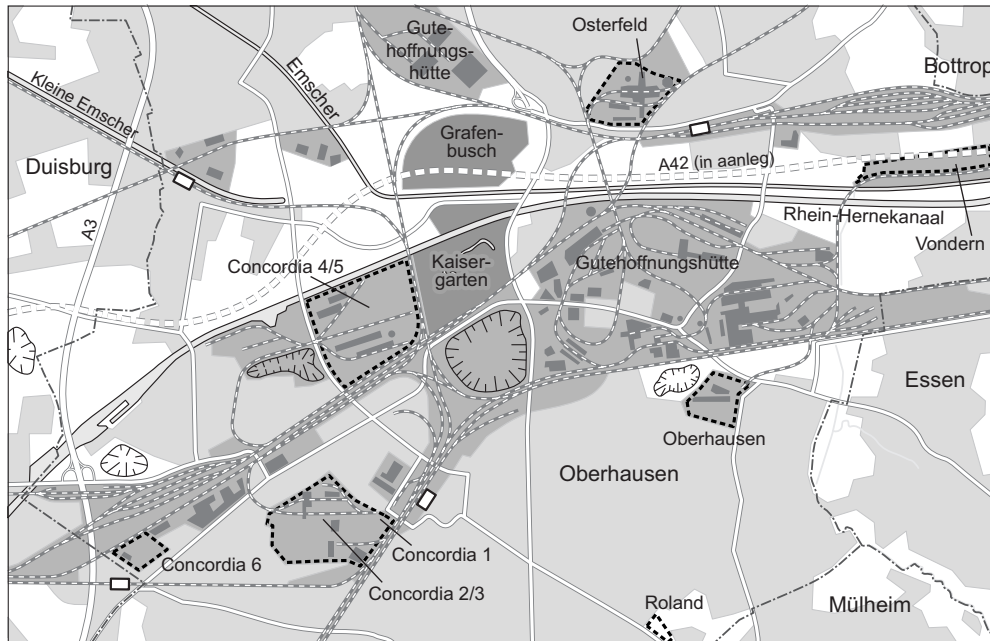 Gute-
hoffnungs-
hütte
Osterfeld
Bottrop
Kleine Emscher
Emscher
Grafen-
busch
A42 (in aanleg)
Duisburg
A3
Rhein-Hernekanaal
Vondern
Concordia 4/5
Kaiser-
gärten
Gutehoffnungshütte
Essen
Oberhausen
Oberhausen
Concordia 1
Concordia 6
Concordia 2/3
Roland
Mülheim